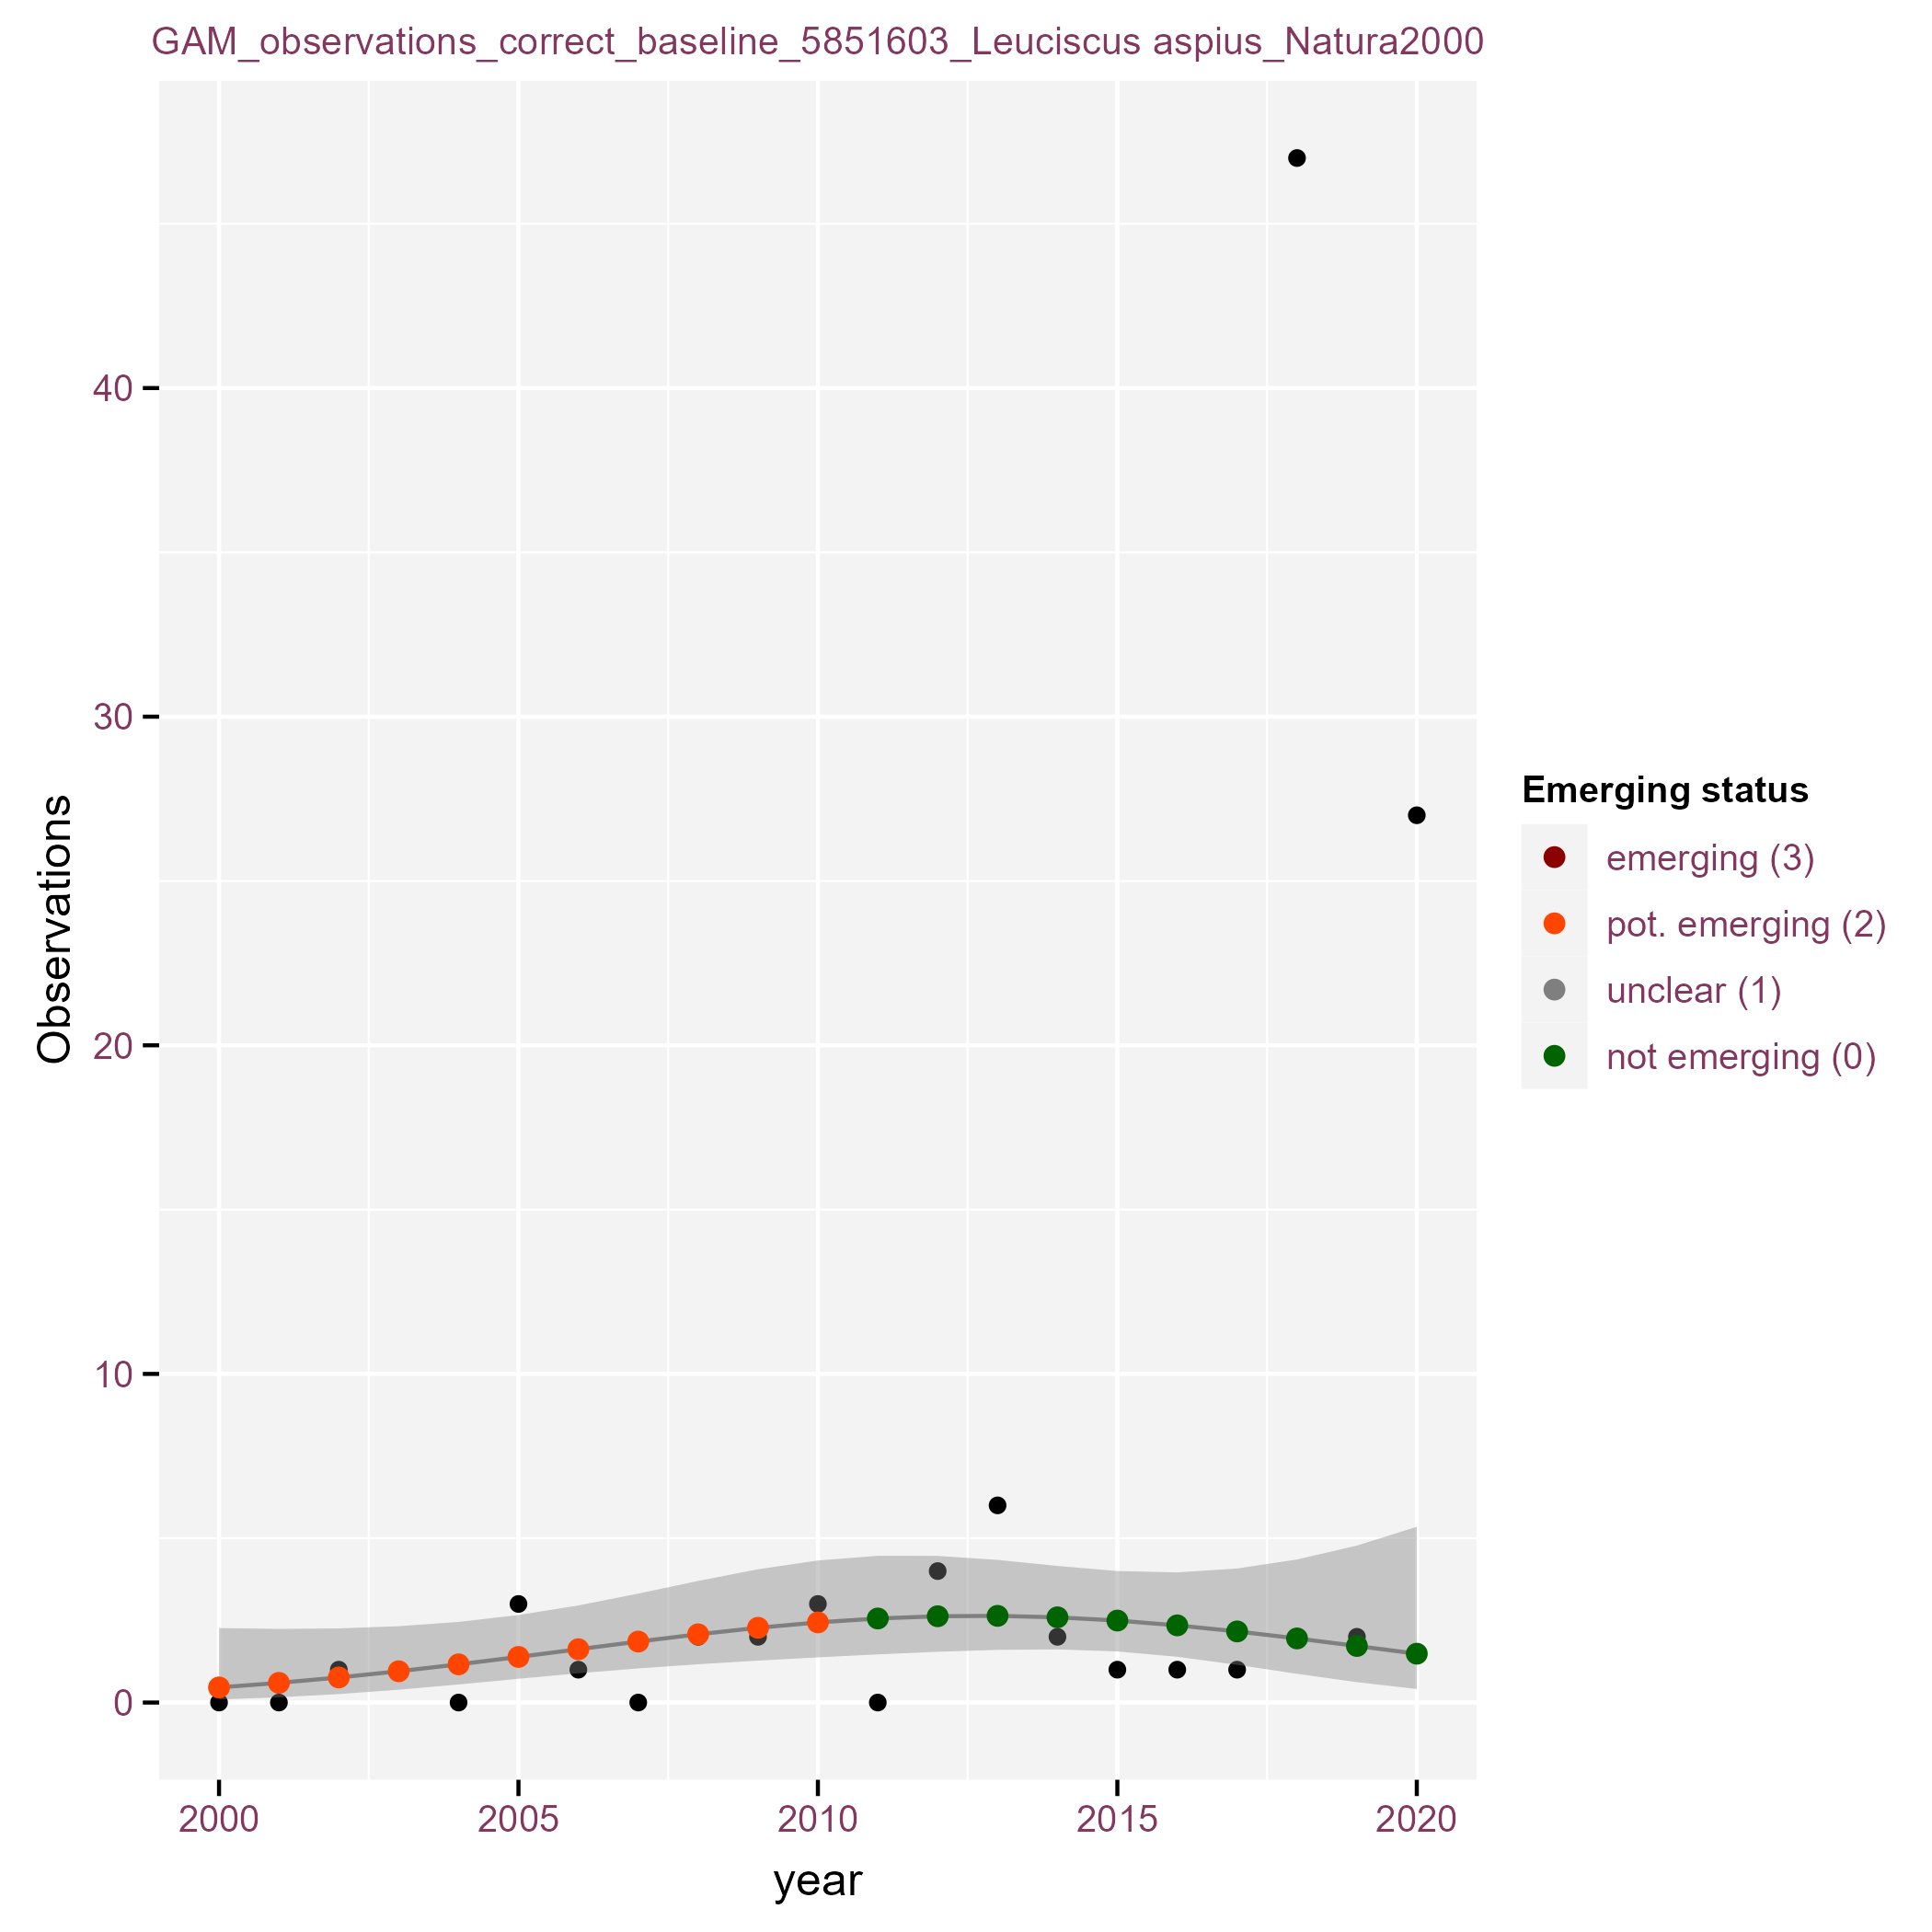 GAM_observations_correct_baseline_5851603_Leuciscus aspius_Natura2000
Observations
40
30
20
10
0
2000 2005 2010 2015 2020
year
Emerging status
emerging (3)
pot. emerging (2)
unclear (1)
not emerging (0)